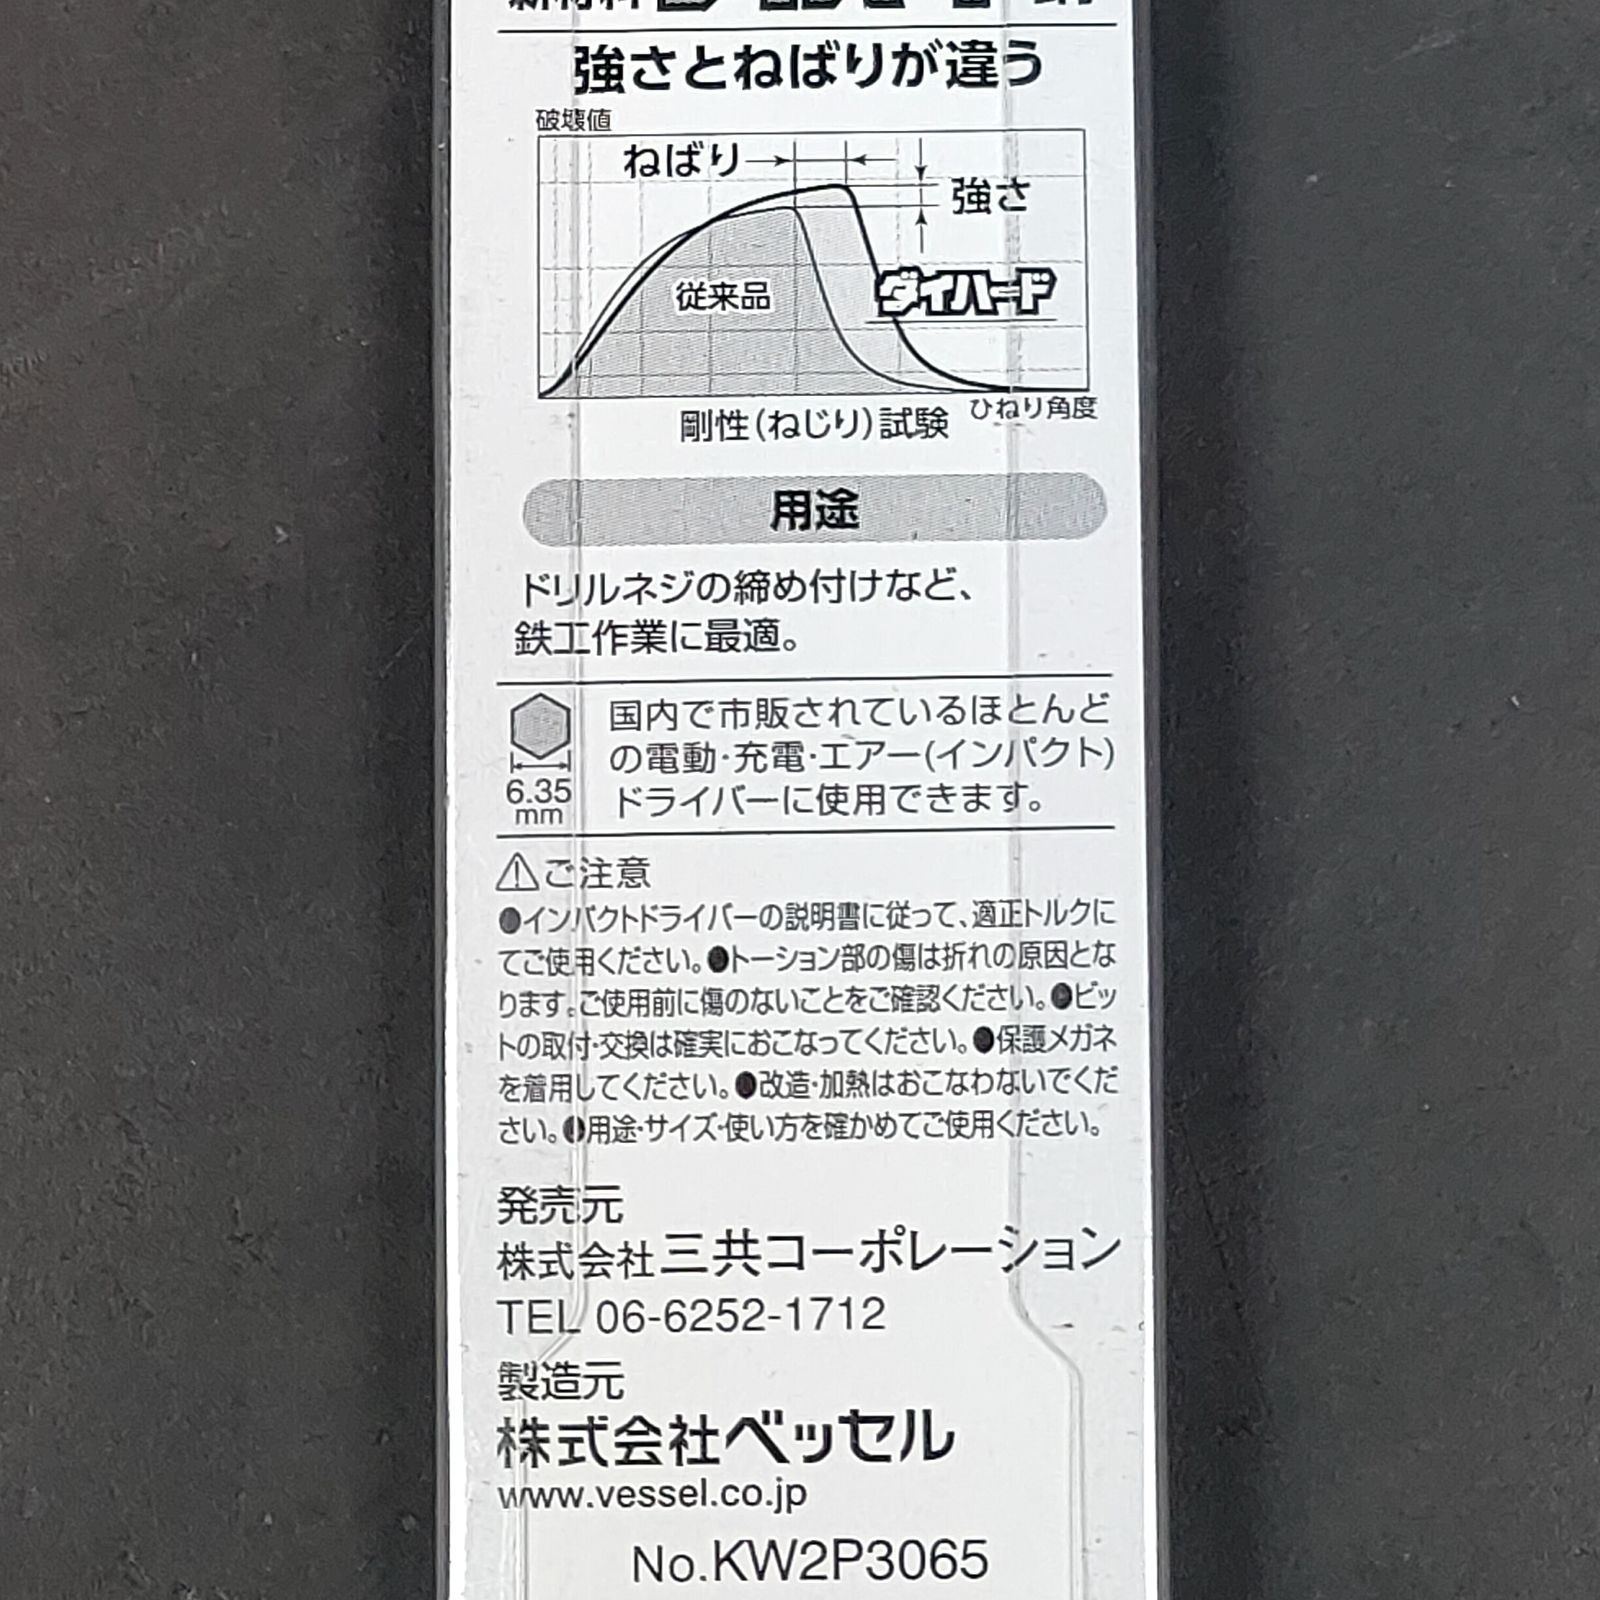 強さとねばりが違う
破壊値
ねばり
強さ
従来品
ダイハード
ひねり角度
剛性(ねじり)試験
用途
ドリルネジの締め付けなど、
鉄工作業に最適。
国内で市販されているほとんど
の電動・充電・エアー(インパクト)
ドライバーに使用できます。
6.35
mm
⚠ご注意
●インパクトドライバーの説明書に従って、適正トルクに
てご使用ください。●トーション部の傷は折れの原因とな
ります。ご使用前に傷のないことをご確認ください。●ビッ
トの取付・交換は確実におこなってください。●保護メガネ
を着用してください。●改造・加熱はおこなわないでくだ
さい。●用途・サイズ・使い方を確かめてご使用ください。
発売元
株式会社三共コーポレーション
TEL 06-6252-1712
製造元
株式会社ベッセル
www.vessel.co.jp
No.KW2P3065